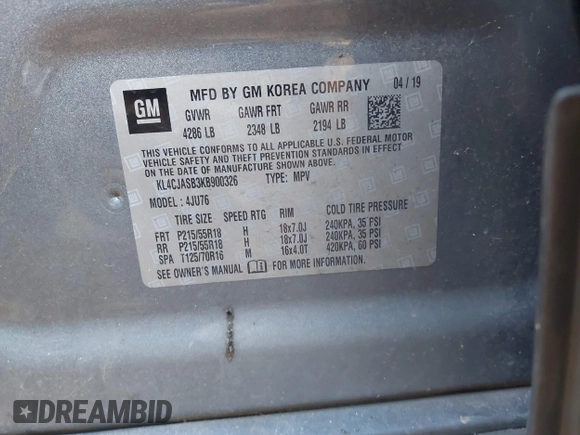 GM
MFD BY GM KOREA COMPANY 04 / 19
GVWR GAWR FRT GAWR RR
4286 LB 2348 LB 2194 LB
THIS VEHICLE CONFORMS TO ALL APPLICABLE U.S. FEDERAL MOTOR
VEHICLE SAFETY AND THEFT PREVENTION STANDARDS IN EFFECT
ON THE DATE OF MANUFACTURE SHOWN ABOVE.
KL4CJASB3KB900326 TYPE: MPV
MODEL : 4JU76
TIRE SIZE SPEED RTG RIM COLD TIRE PRESSURE
FRT P215/55R18 H 18x7.0J 240KPA, 35 PSI
RR P215/55R18 H 18x7.0J 240KPA, 35 PSI
SPA T125/70R16 M 16x4.0T 420KPA, 60 PSI
SEE OWNER'S MANUAL FOR MORE INFORMATION.
DREAMBID